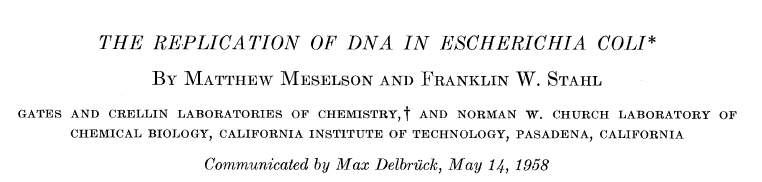 THE REPLICATION OF DNA IN ESCHERICHIA COLI*
BY MATTHEW MESELSON AND FRANKLIN W. STAHL
GATES AND CRELLIN LABORATORIES OF CHEMISTRY,† AND NORMAN W. CHURCH LABORATORY OF
CHEMICAL BIOLOGY, CALIFORNIA INSTITUTE OF TECHNOLOGY, PASADENA, CALIFORNIA
Communicated by Max Delbrück, May 14, 1958